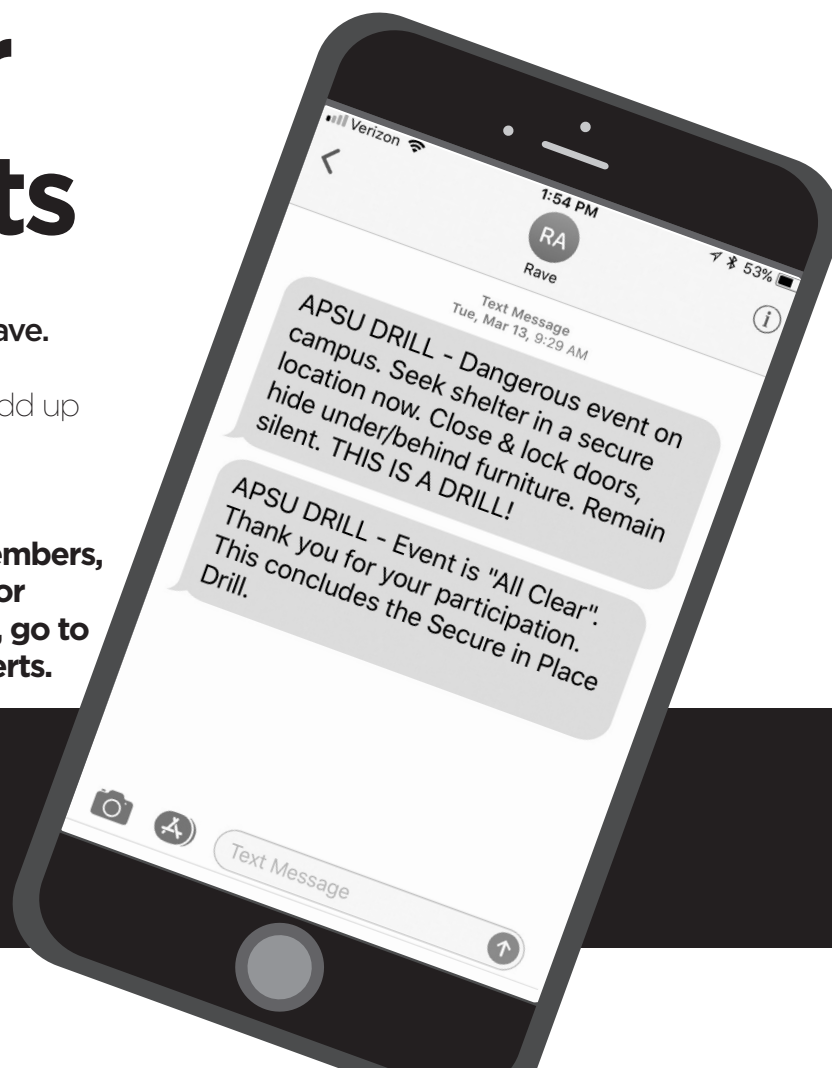 r
ts
ave.
dd up
embers,
or
, go to
erts.
Verizon
1:54 PM
53%
RA
Rave
Text Message
Tue, Mar 13, 9:29 AM
APSU DRILL - Dangerous event on
campus. Seek shelter in a secure
location now. Close & lock doors,
hide under/behind furniture. Remain
silent. THIS IS A DRILL!
APSU DRILL - Event is "All Clear".
Thank you for your participation.
This concludes the Secure in Place
Drill.
Text Message